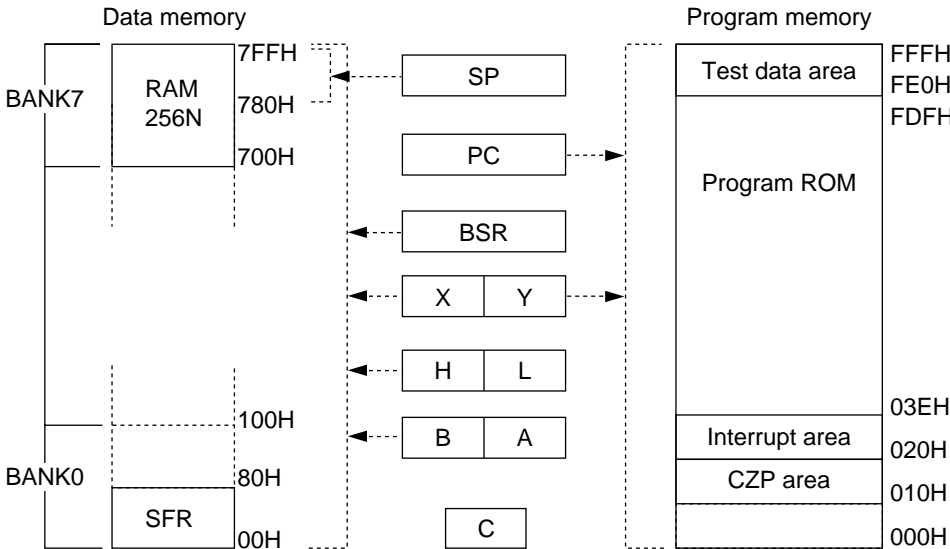 Data memory
Program memory
BANK7
RAM
256N
7FFH
780H
700H
100H
BANK0
80H
SFR
00H
SP
PC
BSR
X Y
H L
B A
C
Test data area
FFFH
FE0H
FDFH
Program ROM
03EH
Interrupt area
020H
CZP area
010H
000H